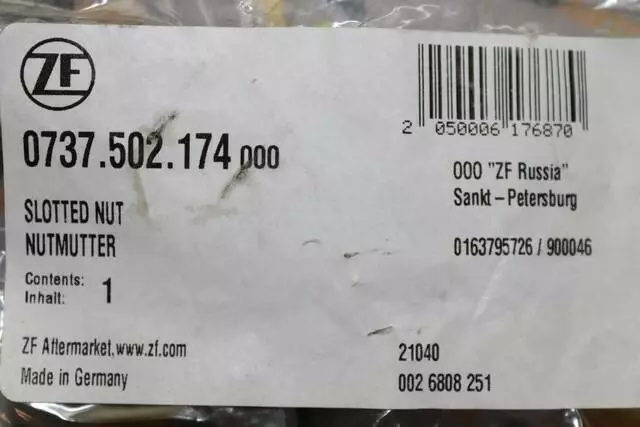 ZF
0737.502.174 000
SLOTTED NUT
NUTMUTTER
Contents:
Inhalt: 1
ZF Aftermarket, www.zf.com
Made in Germany
2 050006 176870
OOO "ZF Russia"
Sankt-Petersburg
0163795726 / 900046
21040
002 6808 251